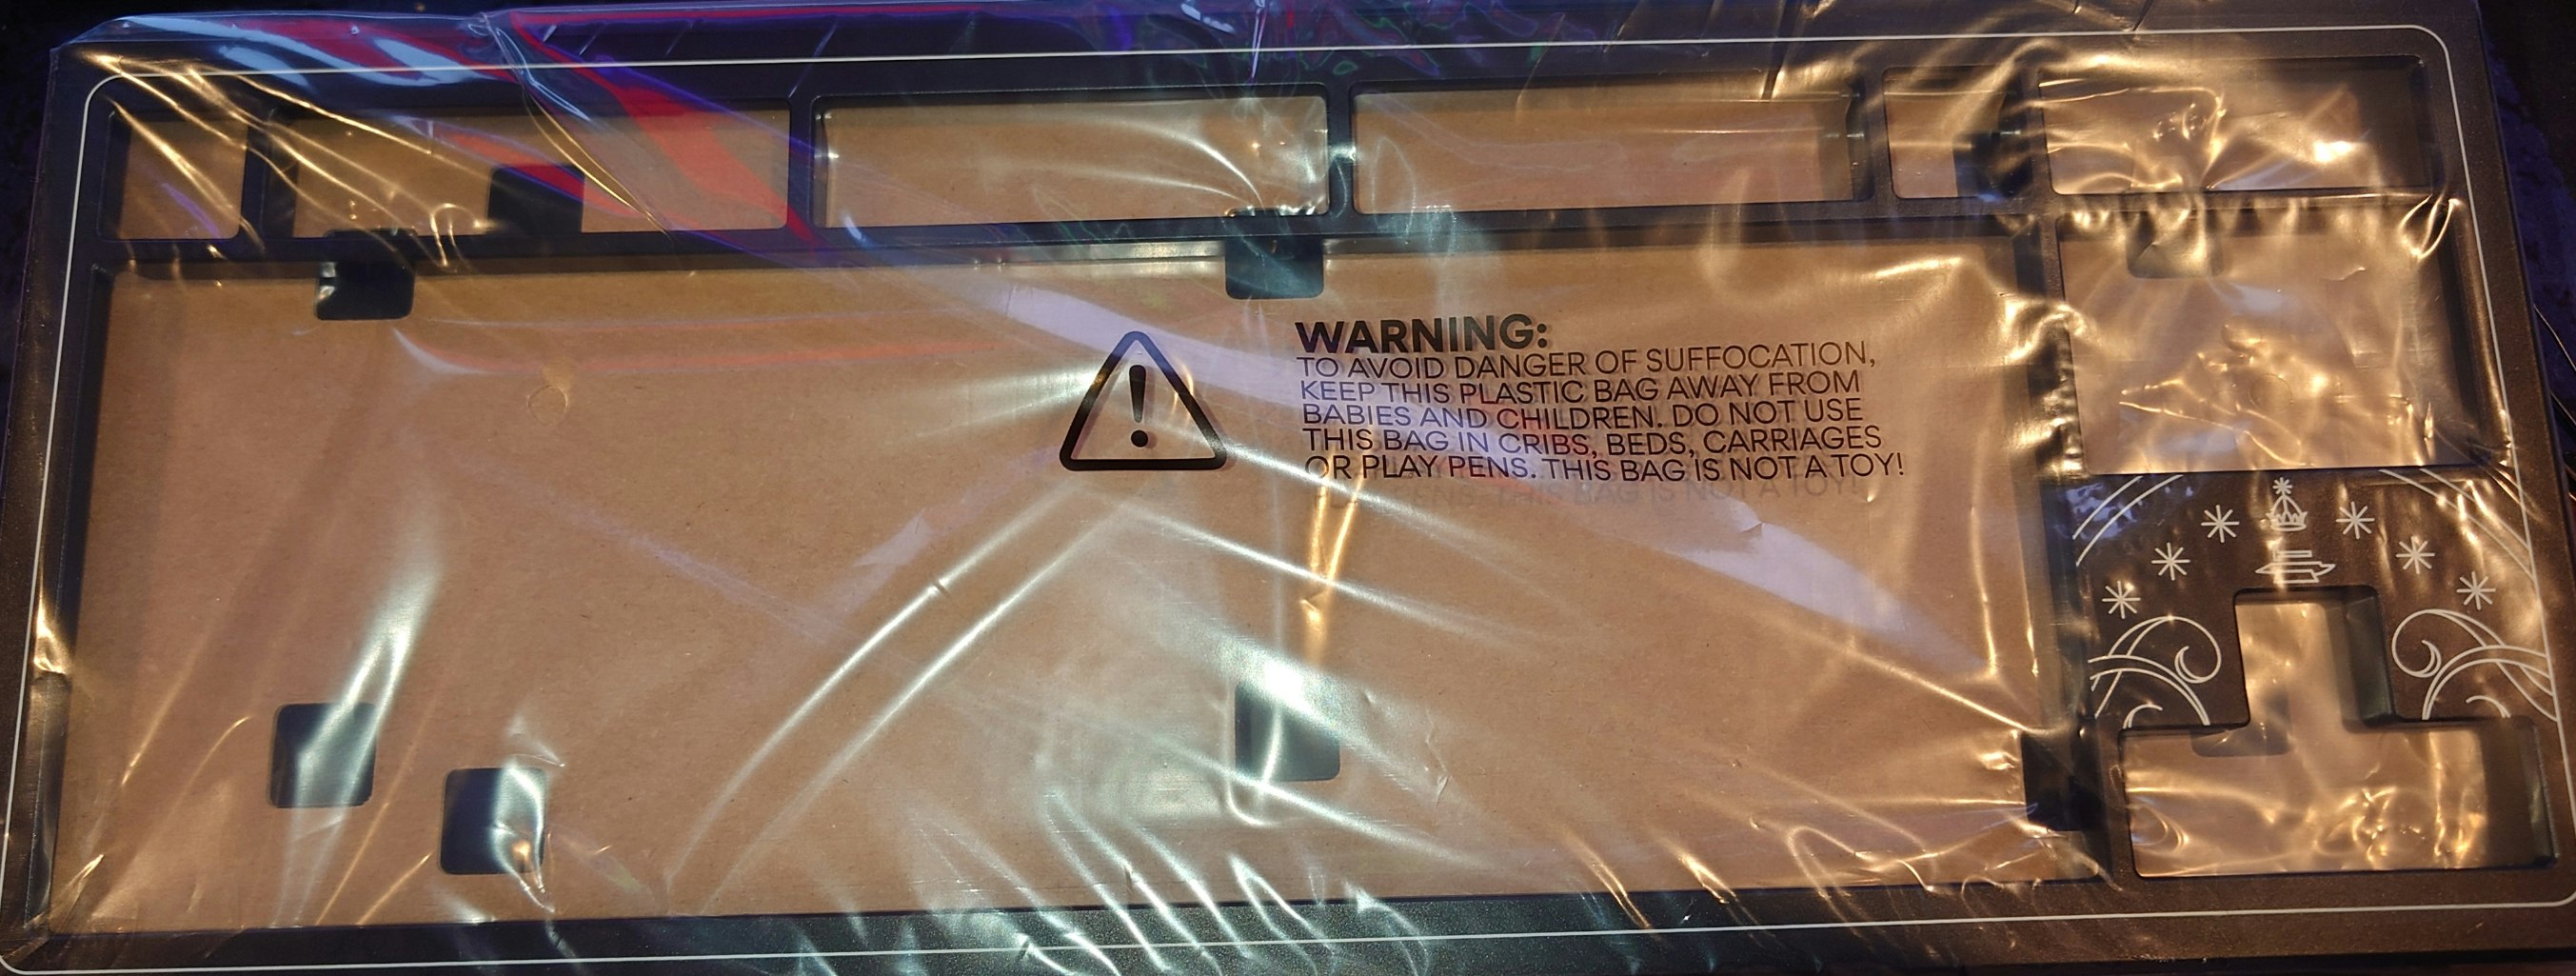 WARNING:
TO AVOID DANGER OF SUFFOCATION,
KEEP THIS PLASTIC BAG AWAY FROM
BABIES AND CHILDREN. DO NOT USE
THIS BAG IN CRIBS, BEDS, CARRIAGES
OR PLAY PENS. THIS BAG IS NOT A TOY!